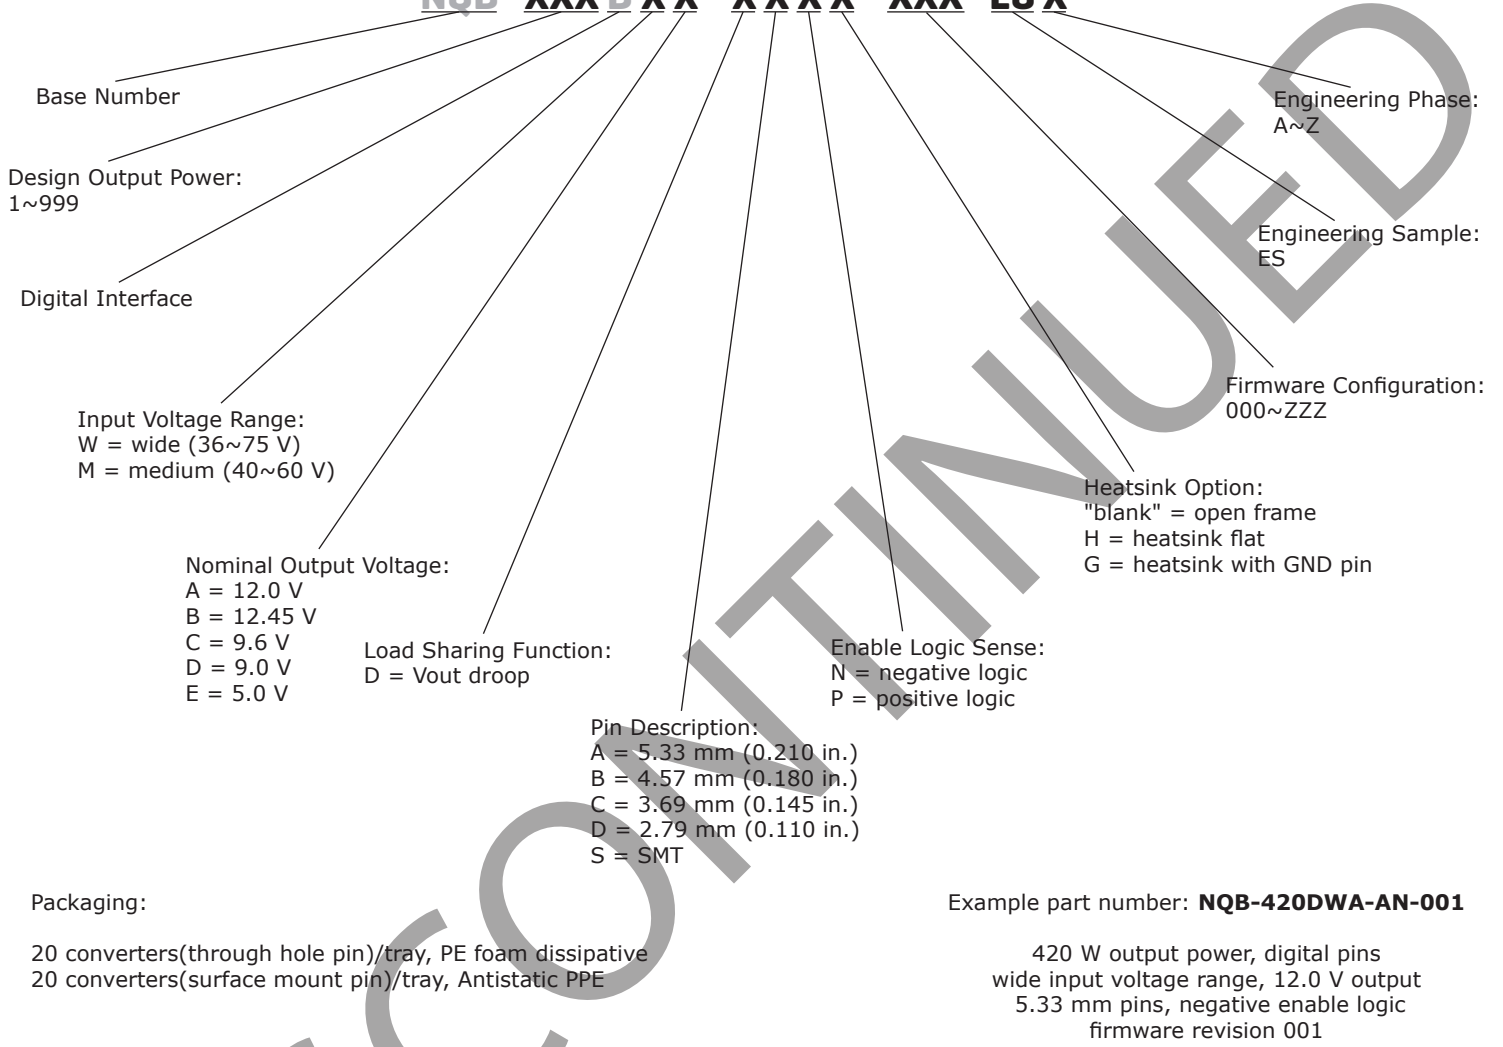 NQB - XXX D X X - X X X X - XXX - ES X
Base Number
Engineering Phase:
A~Z
Design Output Power:
1~999
Engineering Sample:
ES
Digital Interface
Firmware Configuration:
000~ZZZ
Input Voltage Range:
W = wide (36~75 V)
M = medium (40~60 V)
Heatsink Option:
"blank" = open frame
H = heatsink flat
G = heatsink with GND pin
Nominal Output Voltage:
A = 12.0 V
B = 12.45 V
C = 9.6 V
D = 9.0 V
E = 5.0 V
Load Sharing Function:
D = Vout droop
Enable Logic Sense:
N = negative logic
P = positive logic
Pin Description:
A = 5.33 mm (0.210 in.)
B = 4.57 mm (0.180 in.)
C = 3.69 mm (0.145 in.)
D = 2.79 mm (0.110 in.)
S = SMT
Packaging:
20 converters(through hole pin)/tray, PE foam dissipative
20 converters(surface mount pin)/tray, Antistatic PPE
Example part number: NQB-420DWA-AN-001
420 W output power, digital pins
wide input voltage range, 12.0 V output
5.33 mm pins, negative enable logic
firmware revision 001
CONTINUED